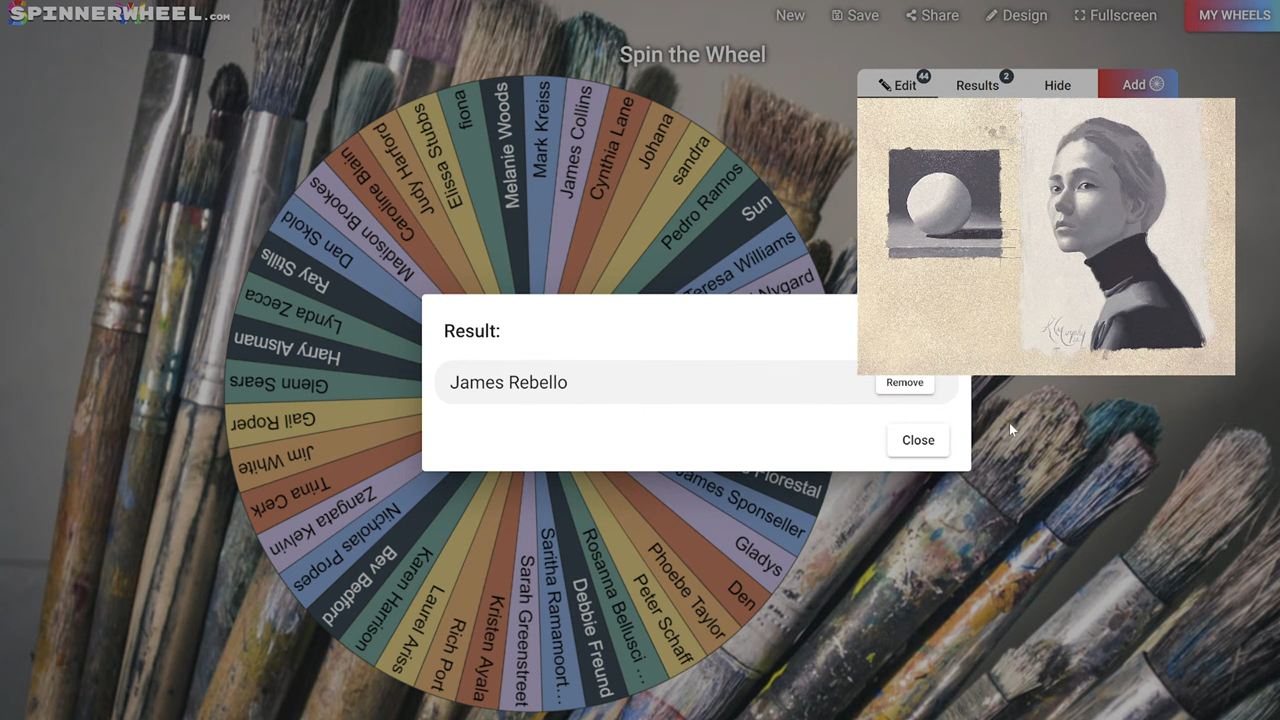 SPINNERWHEEL.COM
New
Save
Share
Design
Fullscreen
MY WHEELS
Spin the Wheel
Edit
44
Results
2
Hide
Add
fiona
Melanie Woods
Mark Kreiss
James Collins
Cynthia Lane
Johana
sandra
Pedro Ramos
Sun
Teresa Williams
Nygard
Elissa Stubbs
Judy Harford
Caroline Blain
Madison Brookes
Dan Skold
Ray Stills
Lynda Zecca
Harry Alsman
Glenn Sears
Gail Roper
Jim White
Trina Cerk
Zangata Kelvin
Nicholas Propes
Bev Bedford
Karen Harrison
Laurel Ariss
Rich Port
Kristen Ayala
Sarah Greenstreet
Saritha Ramamoort...
Debbie Freund
Rosanna Bellusci ...
Peter Schaff
Phoebe Taylor
Den
Gladys
James Sponseller
Florestal
Result:
James Rebello
Remove
Close